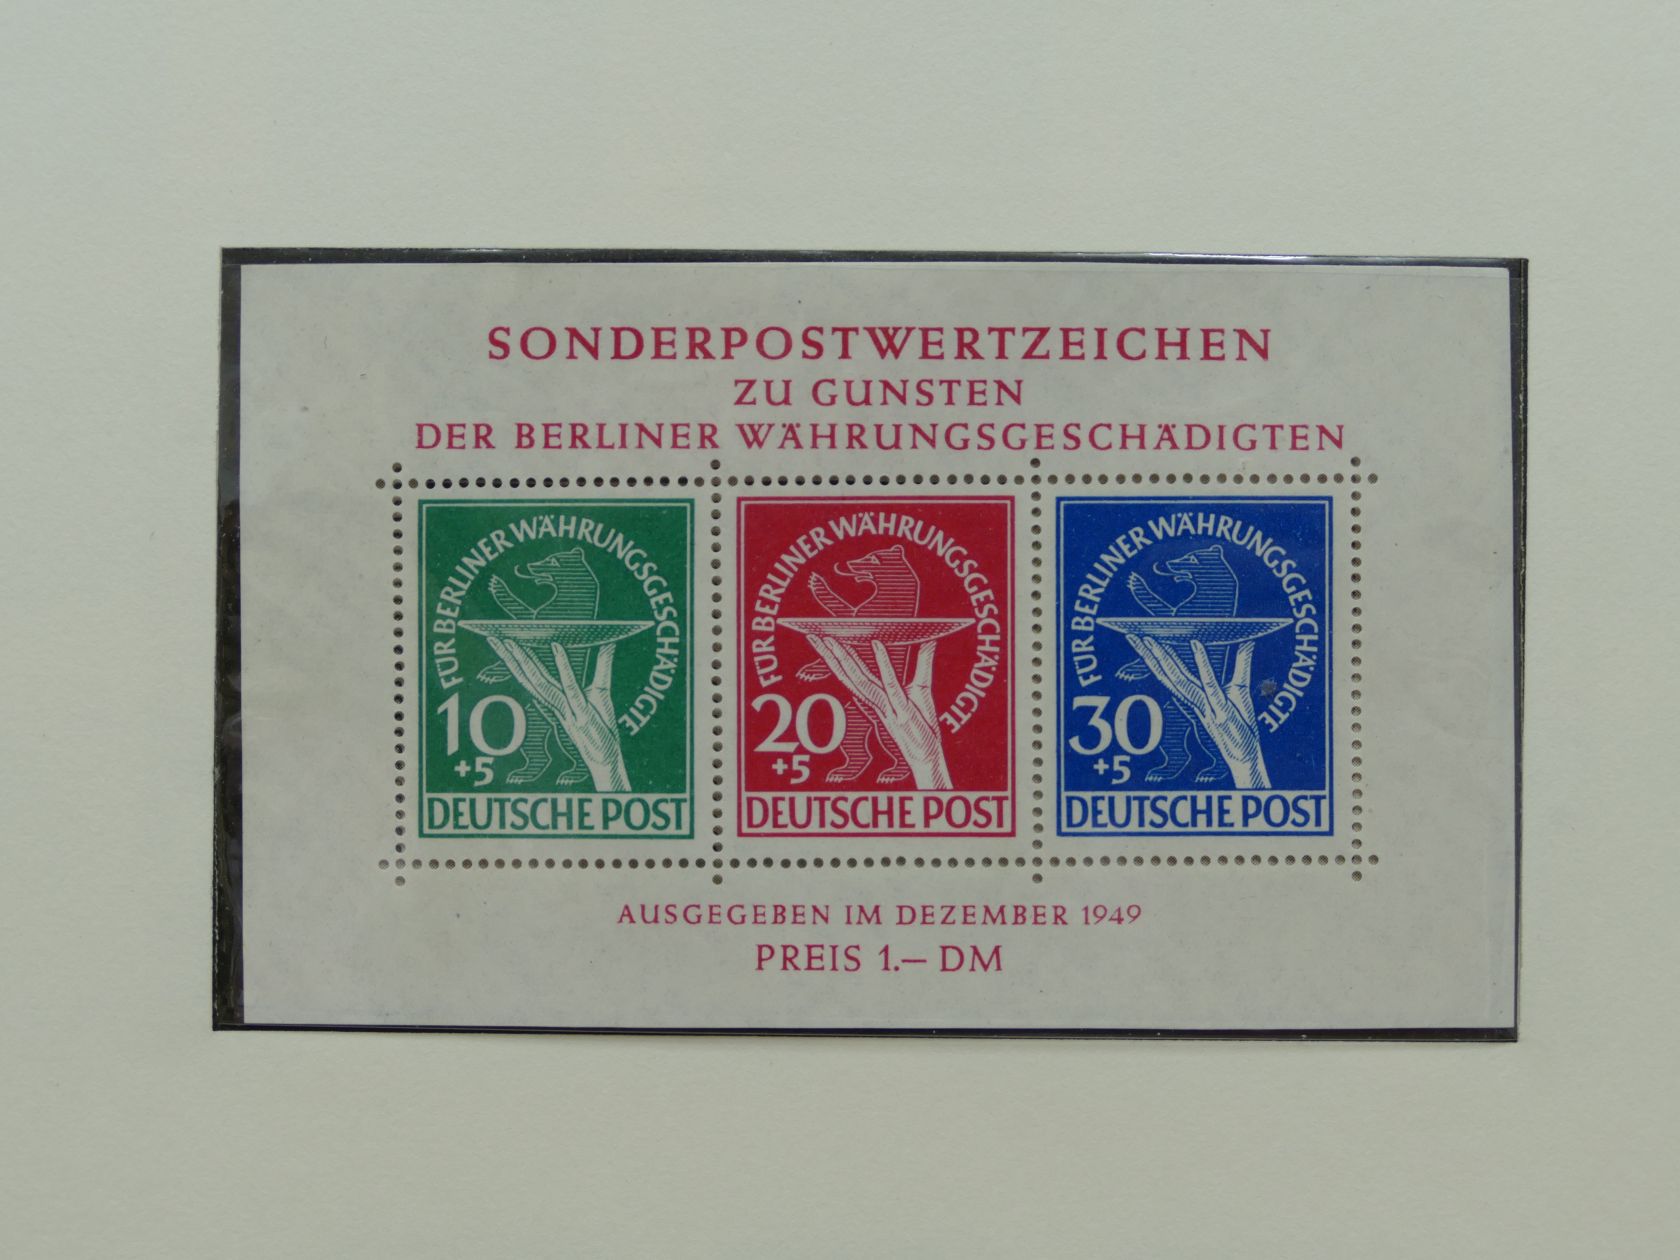 SONDERPOSTWERTZEICHEN
ZU GUNSTEN
DER BERLINER WÄHRUNGSGESCHÄDIGTEN
FÜR BERLINER WÄHRUNGSGESCHÄDIGTE
10
+5
DEUTSCHE POST
FÜR BERLINER WÄHRUNGSGESCHÄDIGTE
20
+5
DEUTSCHE POST
FÜR BERLINER WÄHRUNGSGESCHÄDIGTE
30
+5
DEUTSCHE POST
AUSGEGEBEN IM DEZEMBER 1949
PREIS 1.— DM